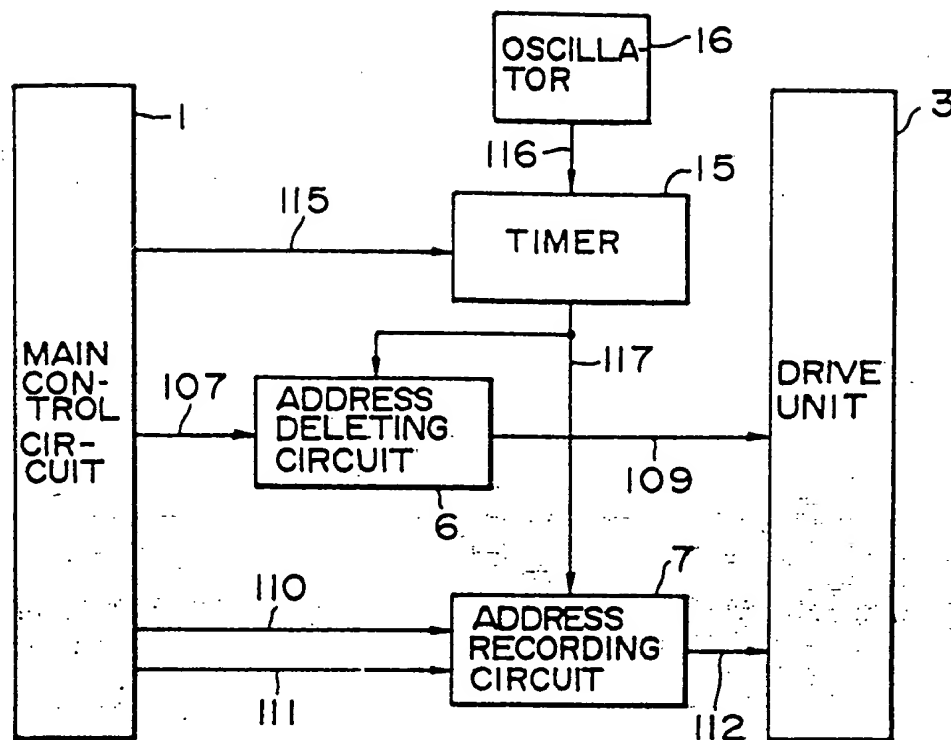 OSCILLA
TOR
16
1
3
116
15
115
TIMER
117
MAIN
CON-
TROL
CIR-
CUIT
107
ADDRESS
DELETING
CIRCUIT
DRIVE
UNIT
109
6
7
110
ADDRESS
RECORDING
CIRCUIT
111
112